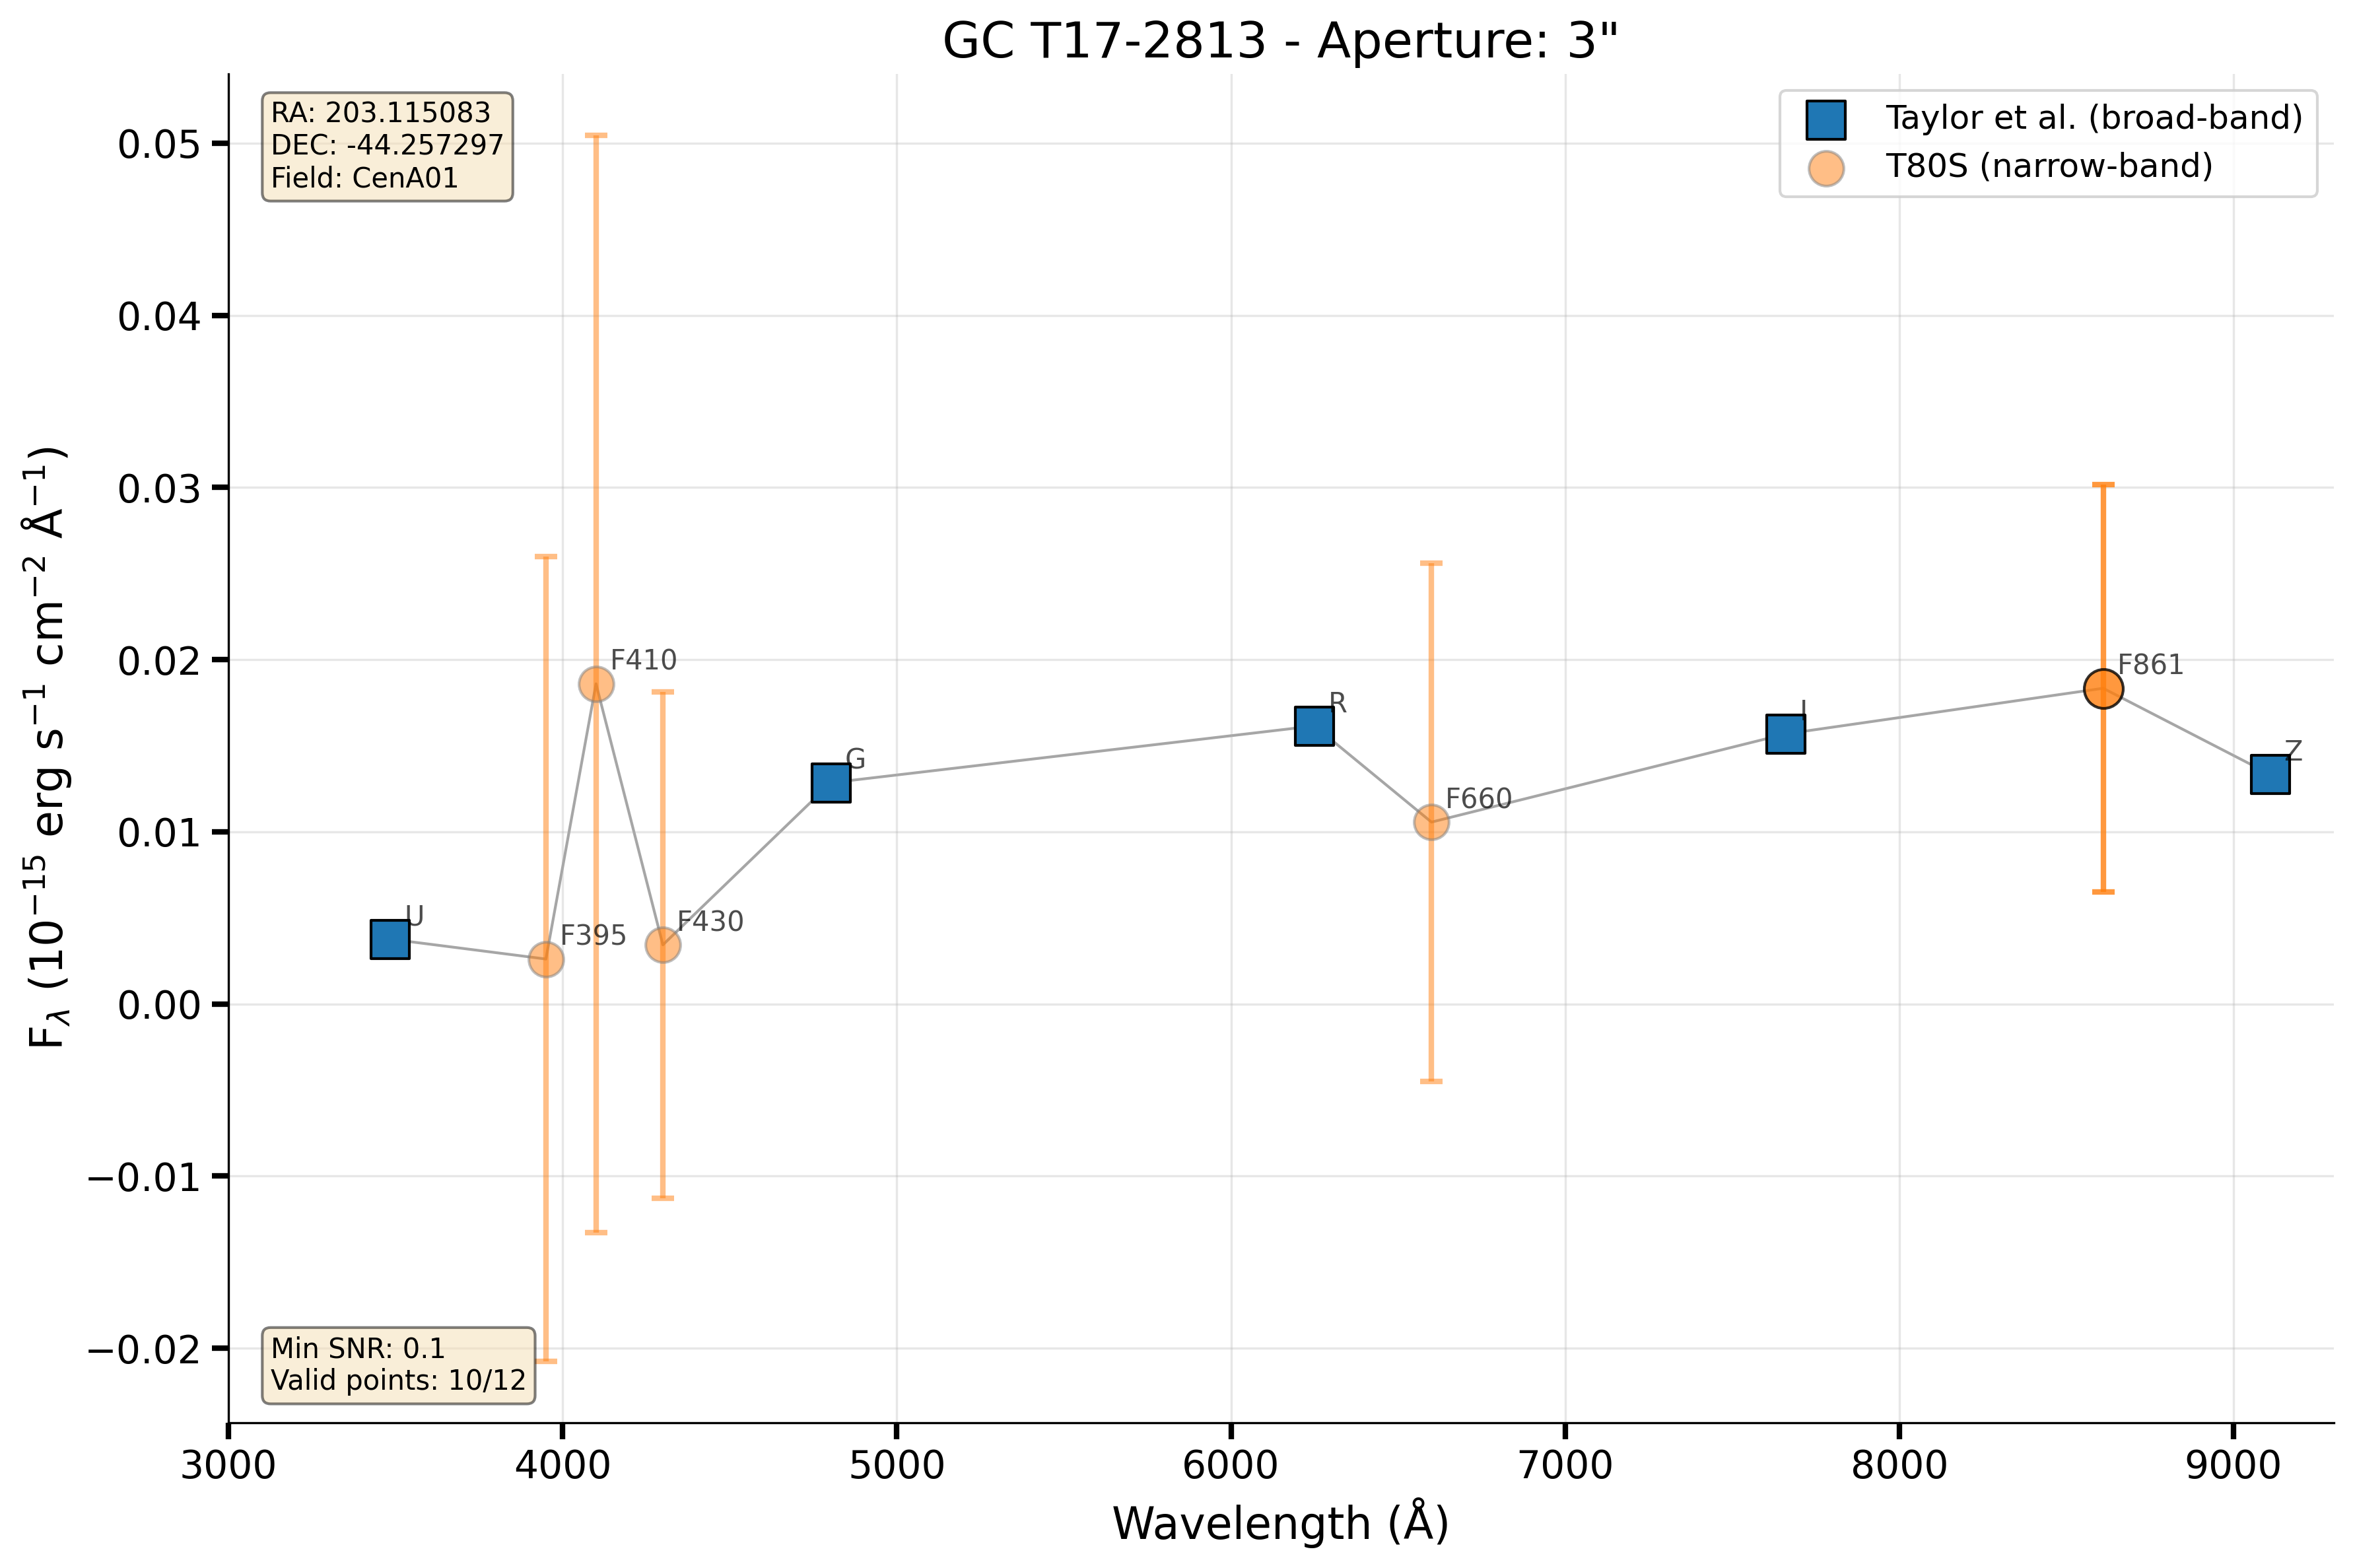 GC T17-2813 - Aperture: 3"
RA: 203.115083
DEC: -44.257297
Field: CenA01
Taylor et al. (broad-band)
T80S (narrow-band)
0.05
0.04
0.03
0.02
0.01
0.00
−0.01
−0.02
F_λ (10⁻¹⁵ erg s⁻¹ cm⁻² Å⁻¹)
U
F395
F410
F430
G
R
F660
I
F861
Z
Min SNR: 0.1
Valid points: 10/12
3000 4000 5000 6000 7000 8000 9000
Wavelength (Å)